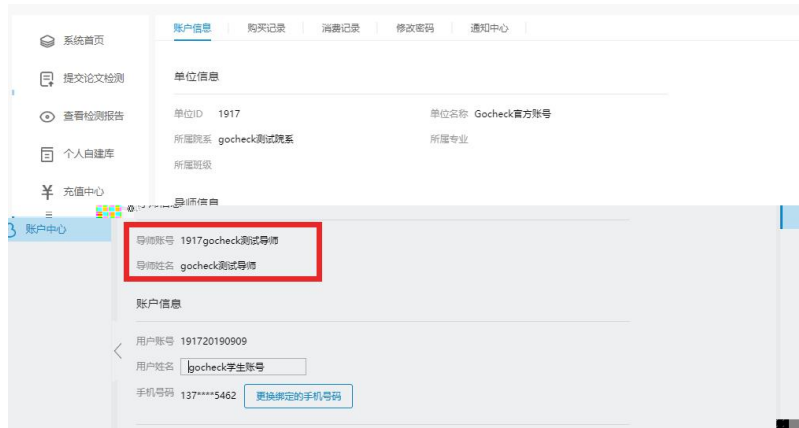 账户信息 购买记录 消费记录 修改密码 通知中心
系统首页
提交论文检测
查看检测报告
个人自建库
充值中心
账户中心
单位信息
单位ID 1917 单位名称 Gocheck官方账号
所属院系 gocheck测试院系 所属专业
所属班级
导师信息
导师信息
导师账号 1917gocheck测试导师
导师姓名 gocheck测试导师
账户信息
用户账号 191720190909
用户姓名 gocheck学生账号
手机号码 137****5462 更换绑定的手机号码